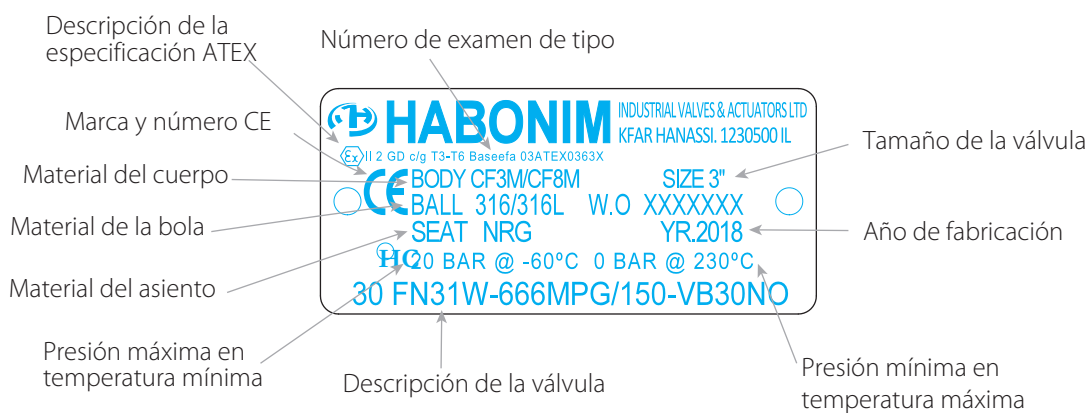 Descripción de la
especificación ATEX
Número de examen de tipo
Marca y número CE
Material del cuerpo
Material de la bola
Material del asiento
Presión máxima en
temperatura mínima
HABONIM
INDUSTRIAL VALVES & ACTUATORS LTD
KFAR HANASSI. 1230500 IL
Ex II 2 GD c/g T3-T6 Baseefa 03ATEX0363X
CE
BODY CF3M/CF8M SIZE 3"
BALL 316/316L W.O XXXXXXX
SEAT NRG YR.2018
HC 20 BAR @ -60ºC 0 BAR @ 230ºC
30 FN31W-666MPG/150-VB30NO
Tamaño de la válvula
Año de fabricación
Descripción de la válvula
Presión mínima en
temperatura máxima